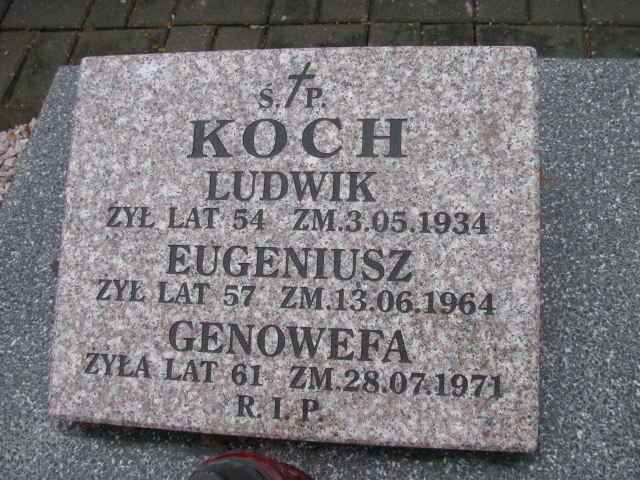 Ś. P.
KOCH
LUDWIK
ŻYŁ LAT 54 ZM.3.05.1934
EUGENIUSZ
ŻYŁ LAT 57 ZM.13.06.1964
GENOWEFA
ŻYŁA LAT 61 ZM.28.07.1971
R. I. P.